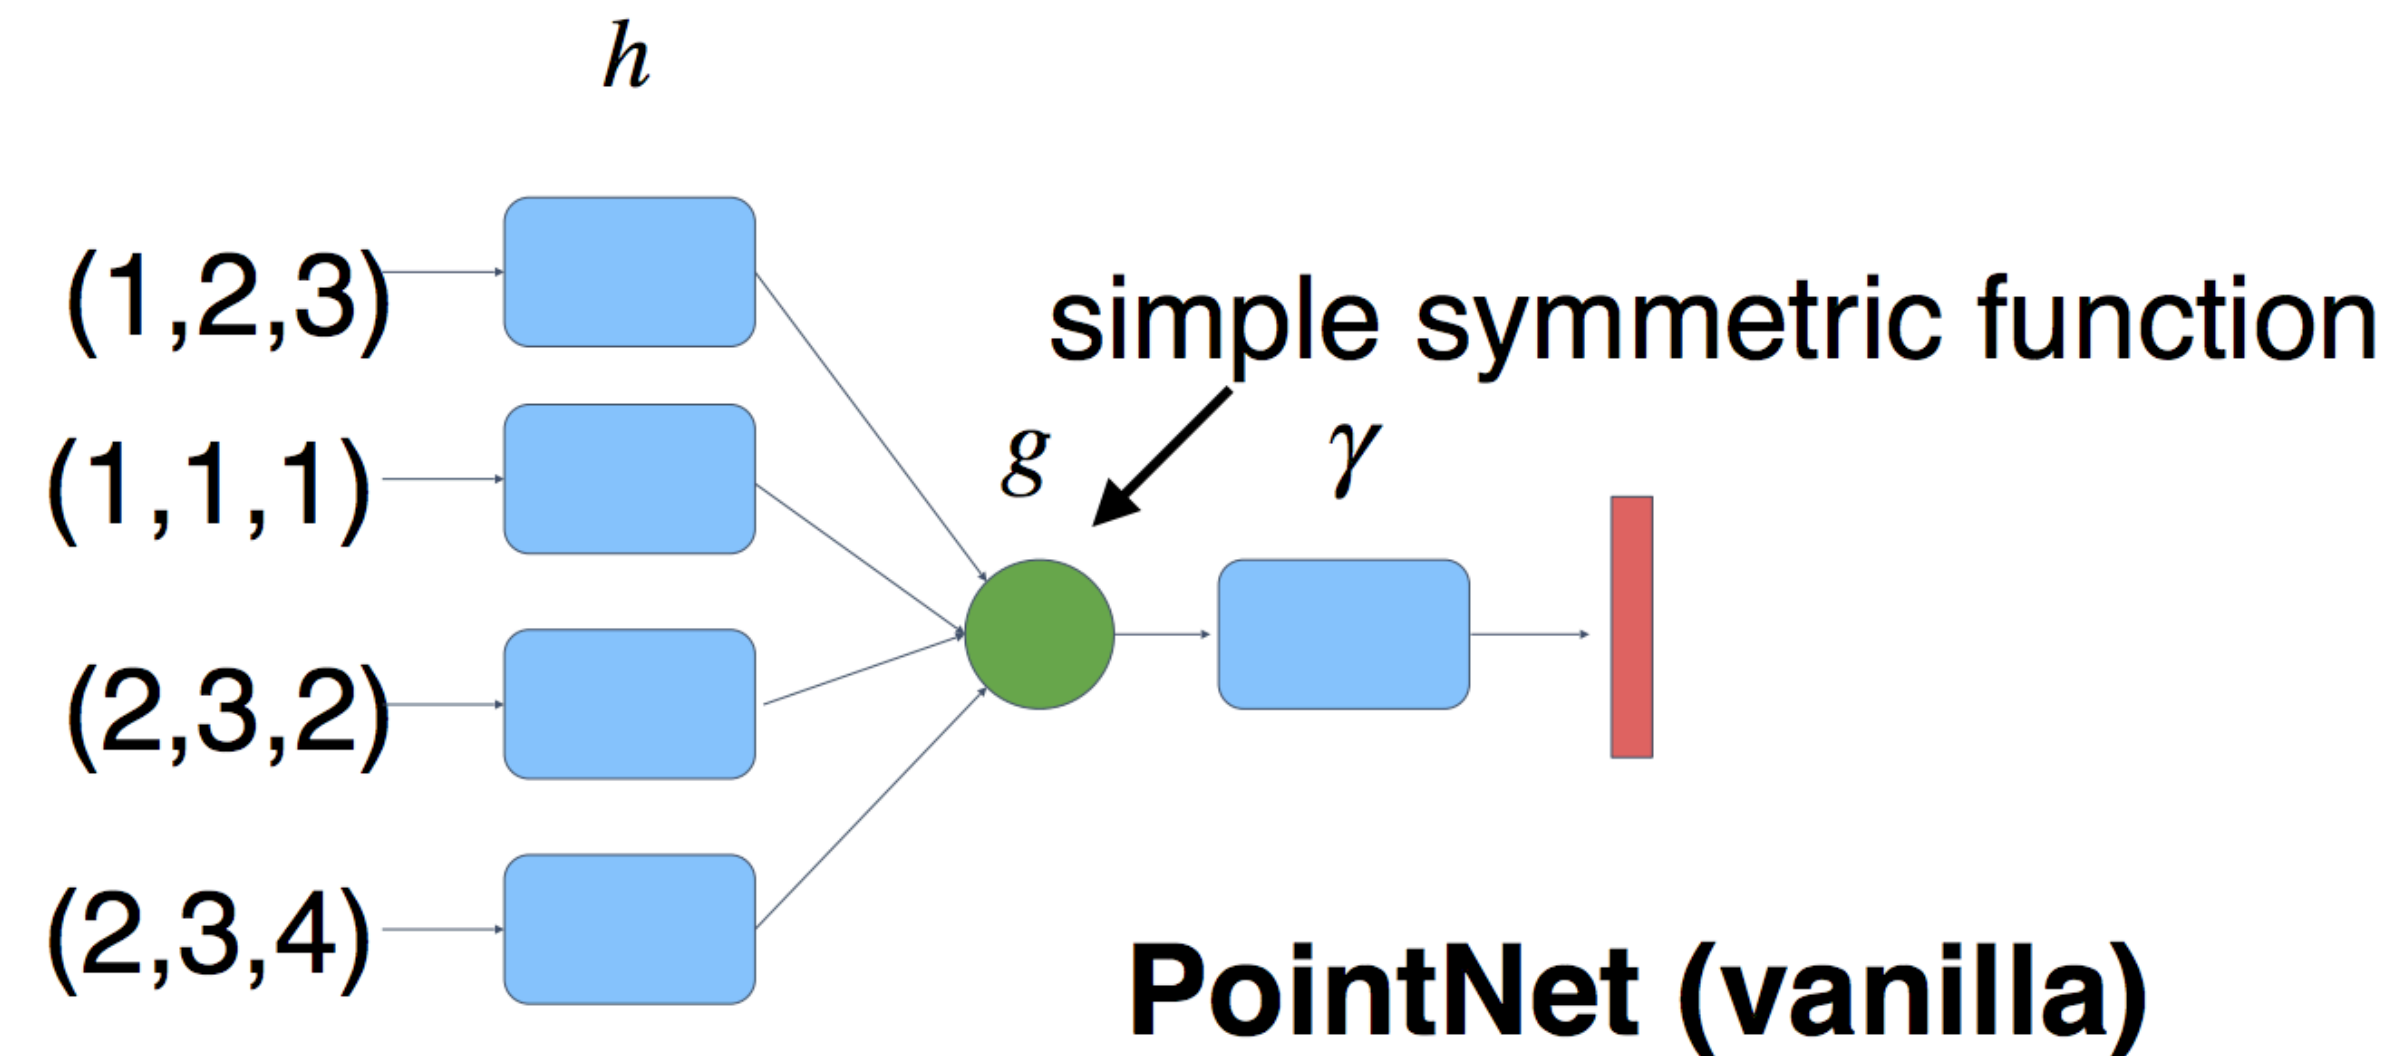 h
(1,2,3)
simple symmetric function
(1,1,1)
g
γ
(2,3,2)
(2,3,4)
PointNet (vanilla)